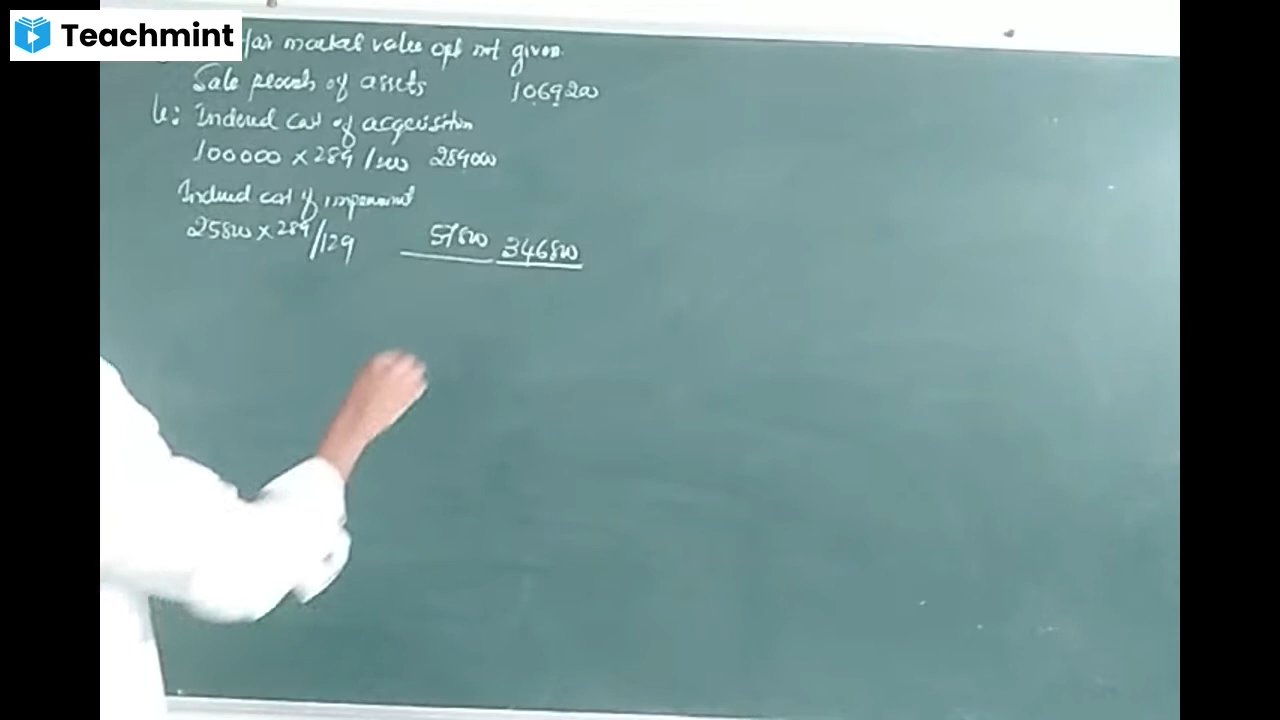 Teachmint
fair market value opt not given.
Sale proceeds of assets 1069200
Le: Indexed cost of acquisition
100000 × 289 / 100 289000
Indexed cost of improvement
25800 × 289/129 57800 346800